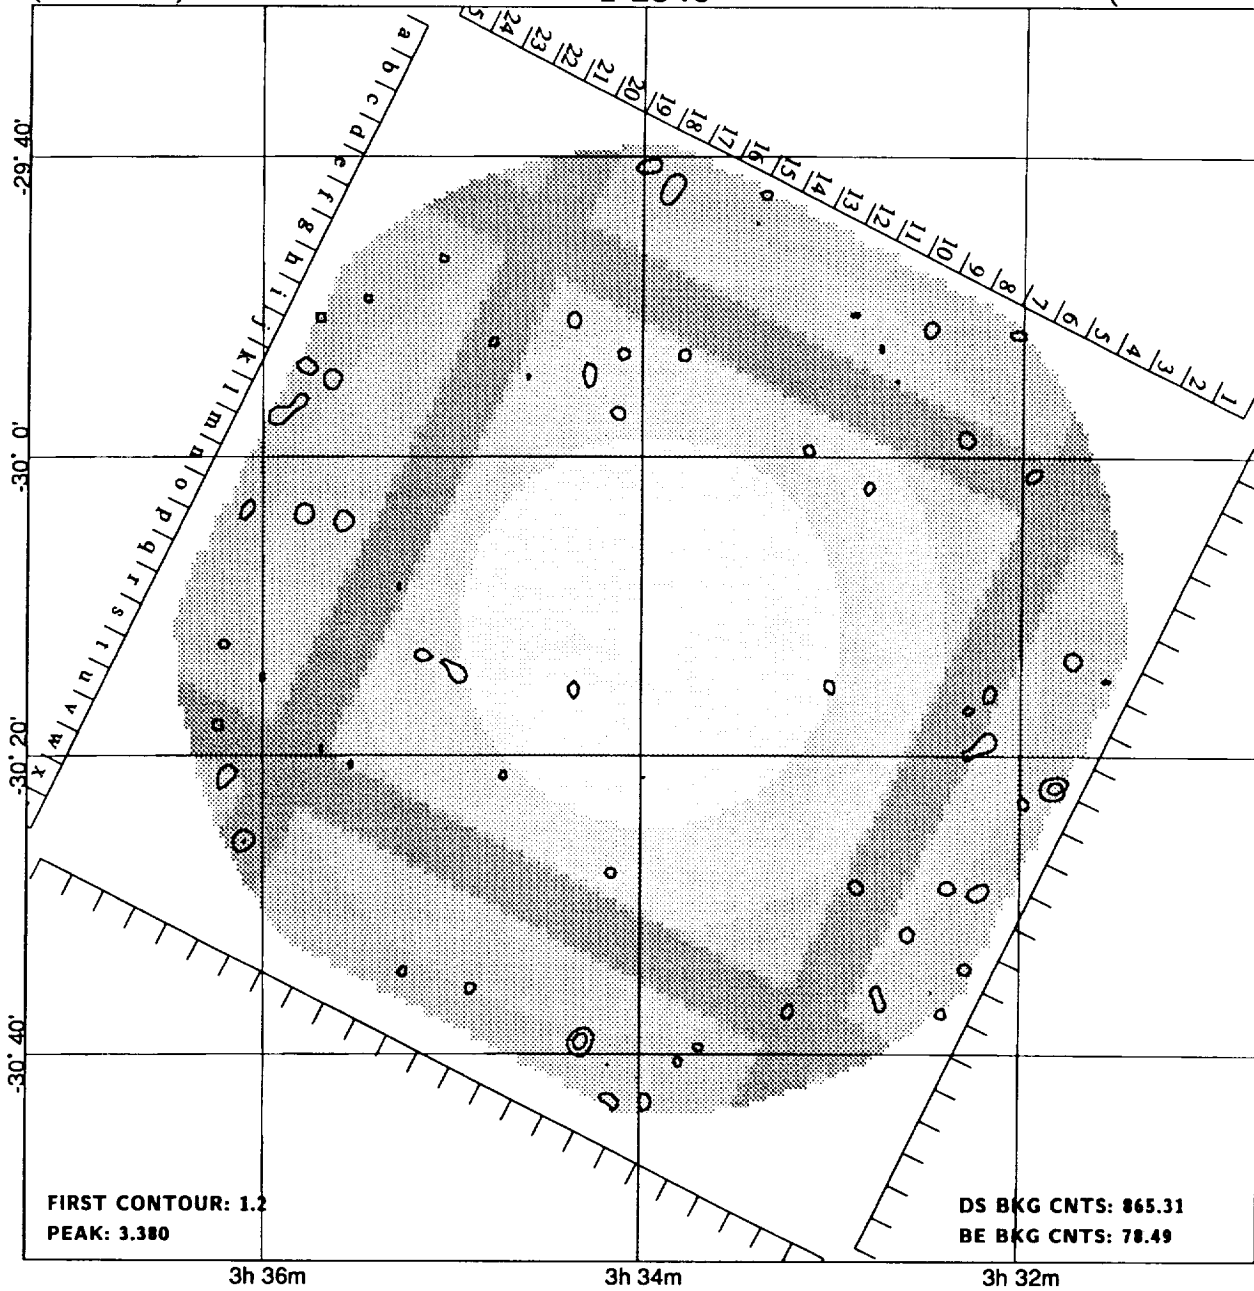 25 24 23 22 21 20 19 18 17 16 15 14 13 12 11 10 9 8 7 6 5 4 3 2 1
a b c d e f g h i j k l m n o p q r s t u v w x
-29° 40'
-30° 0'
-30° 20'
-30° 40'
FIRST CONTOUR: 1.2
PEAK: 3.380
DS BKG CNTS: 865.31
BE BKG CNTS: 78.49
3h 36m
3h 34m
3h 32m